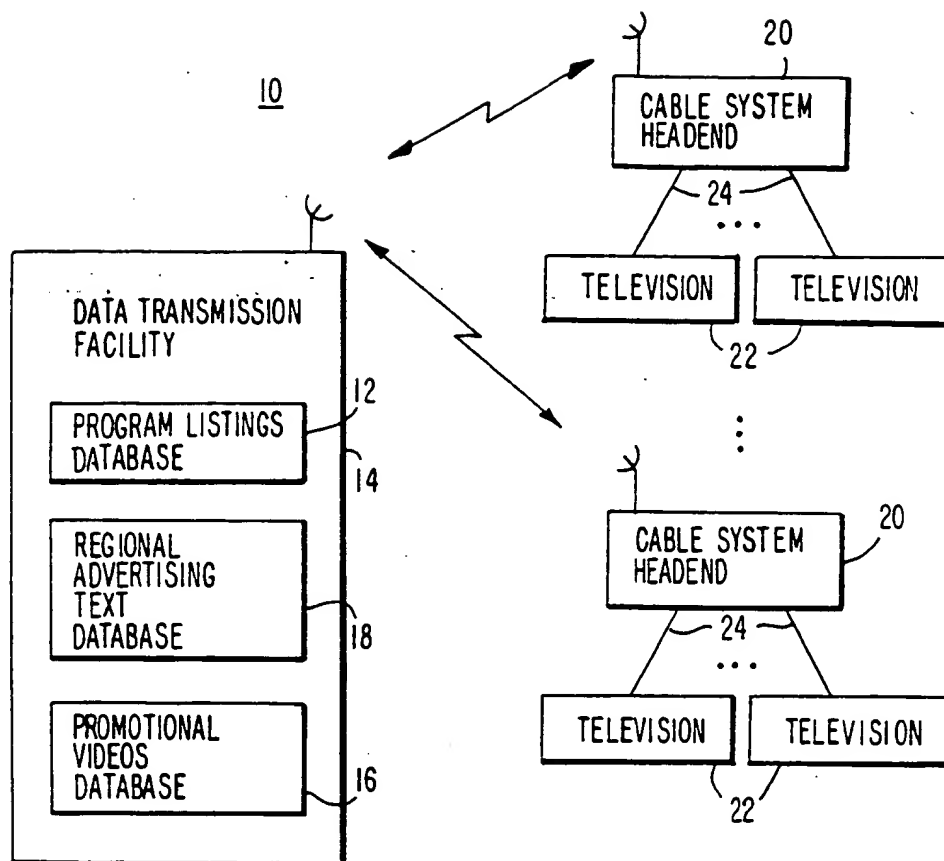 10
DATA TRANSMISSION
FACILITY
12
PROGRAM LISTINGS
DATABASE
14
REGIONAL
ADVERTISING
TEXT
DATABASE
18
PROMOTIONAL
VIDEOS
DATABASE
16
20
CABLE SYSTEM
HEADEND
24
...
TELEVISION
TELEVISION
22
...
20
CABLE SYSTEM
HEADEND
24
...
TELEVISION
TELEVISION
22